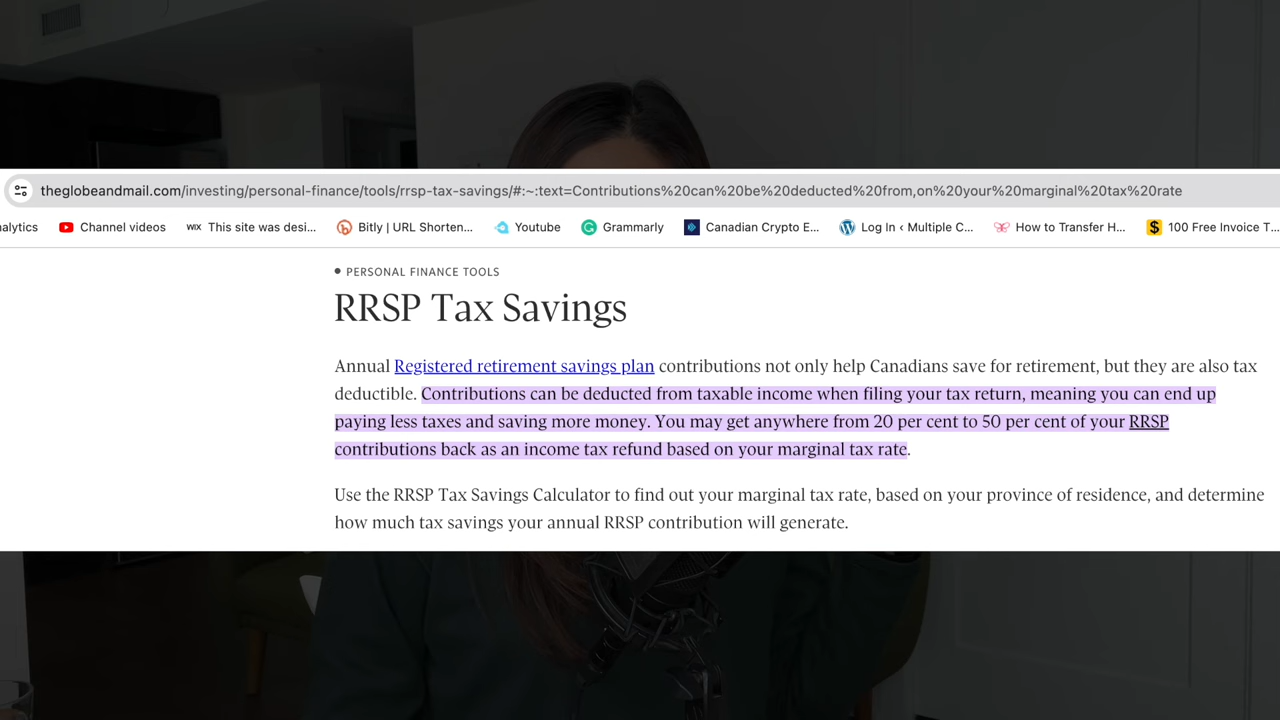 theglobeandmail.com/investing/personal-finance/tools/rrsp-tax-savings/#:~:text=Contributions%20can%20be%20deducted%20from,on%20your%20marginal%20tax%20rate
nalytics Channel videos WIX This site was desi... Bitly | URL Shorten... Youtube Grammarly Canadian Crypto E... Log In ‹ Multiple C... How to Transfer H... $ 100 Free Invoice T...
PERSONAL FINANCE TOOLS
RRSP Tax Savings
Annual Registered retirement savings plan contributions not only help Canadians save for retirement, but they are also tax
deductible. Contributions can be deducted from taxable income when filing your tax return, meaning you can end up
paying less taxes and saving more money. You may get anywhere from 20 per cent to 50 per cent of your RRSP
contributions back as an income tax refund based on your marginal tax rate.
Use the RRSP Tax Savings Calculator to find out your marginal tax rate, based on your province of residence, and determine
how much tax savings your annual RRSP contribution will generate.